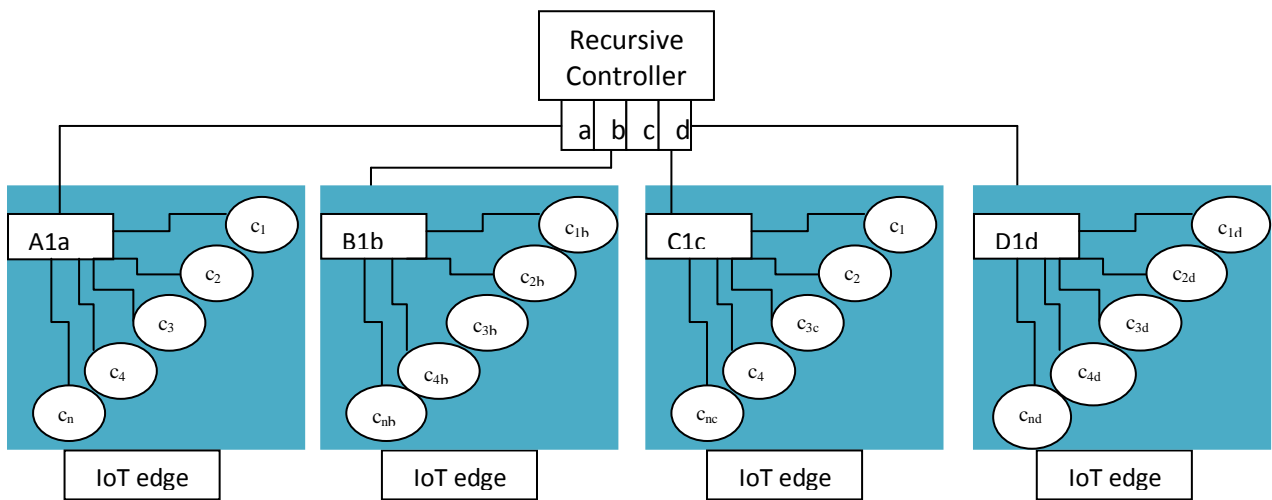 Recursive
Controller
a b c d
A1a
c₁
c₂
c₃
c₄
cₙ
IoT edge
B1b
c₁b
c₂b
c₃b
c₄b
cₙb
IoT edge
C1c
c₁
c₂
c₃c
c₄
cₙc
IoT edge
D1d
c₁d
c₂d
c₃d
c₄d
cₙd
IoT edge